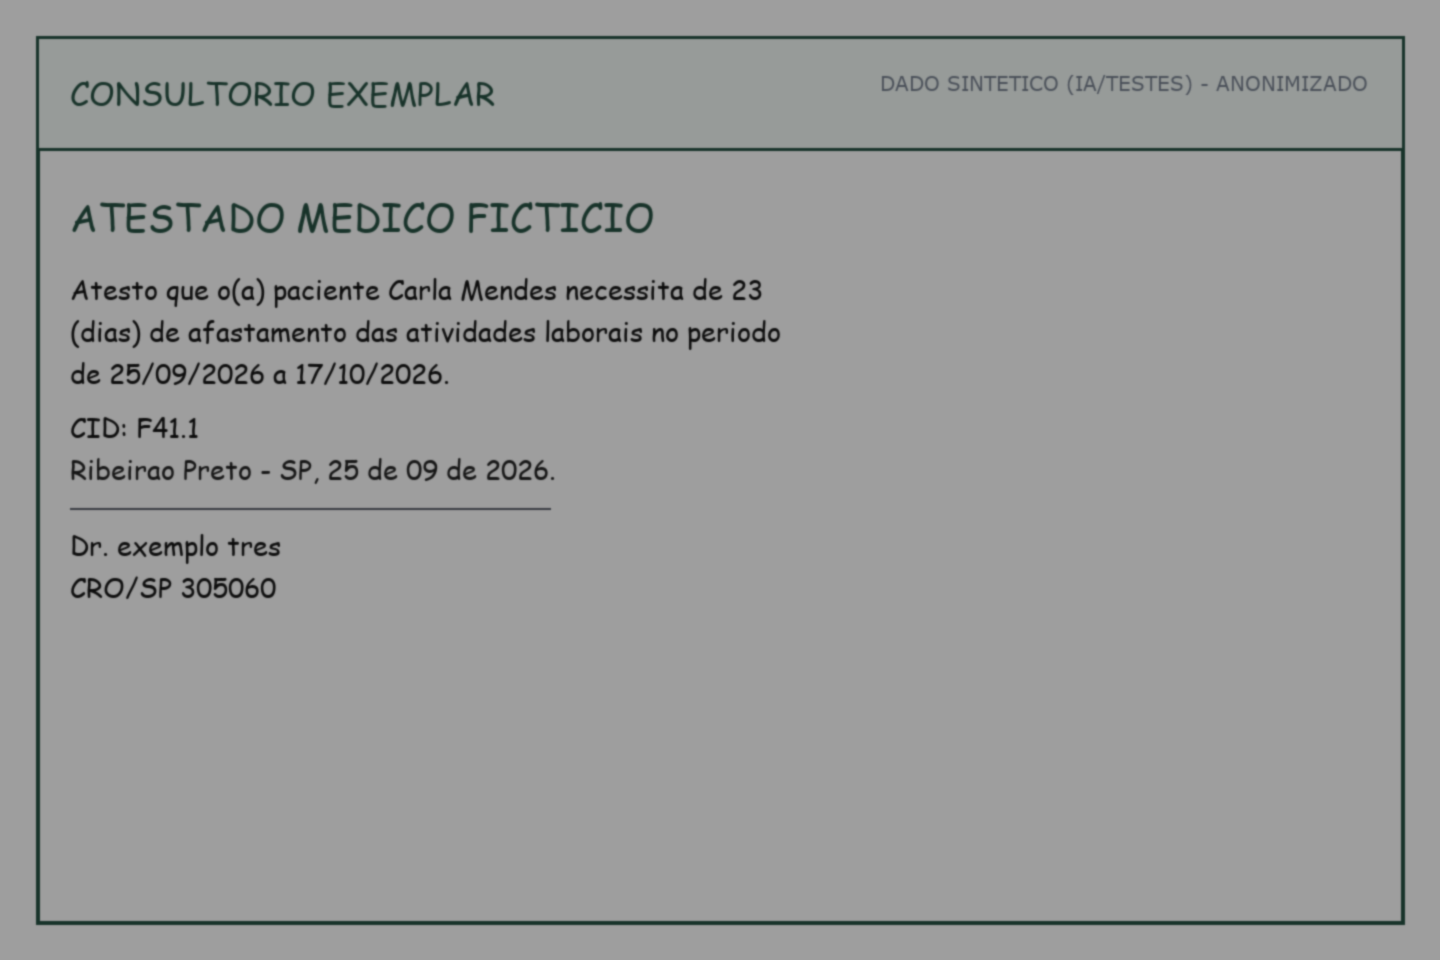 CONSULTORIO EXEMPLAR
DADO SINTETICO (IA/TESTES) - ANONIMIZADO
ATESTADO MEDICO FICTICIO
Atesto que o(a) paciente Carla Mendes necessita de 23
(dias) de afastamento das atividades laborais no periodo
de 25/09/2026 a 17/10/2026.
CID: F41.1
Ribeirao Preto - SP, 25 de 09 de 2026.
Dr. exemplo tres
CRO/SP 305060